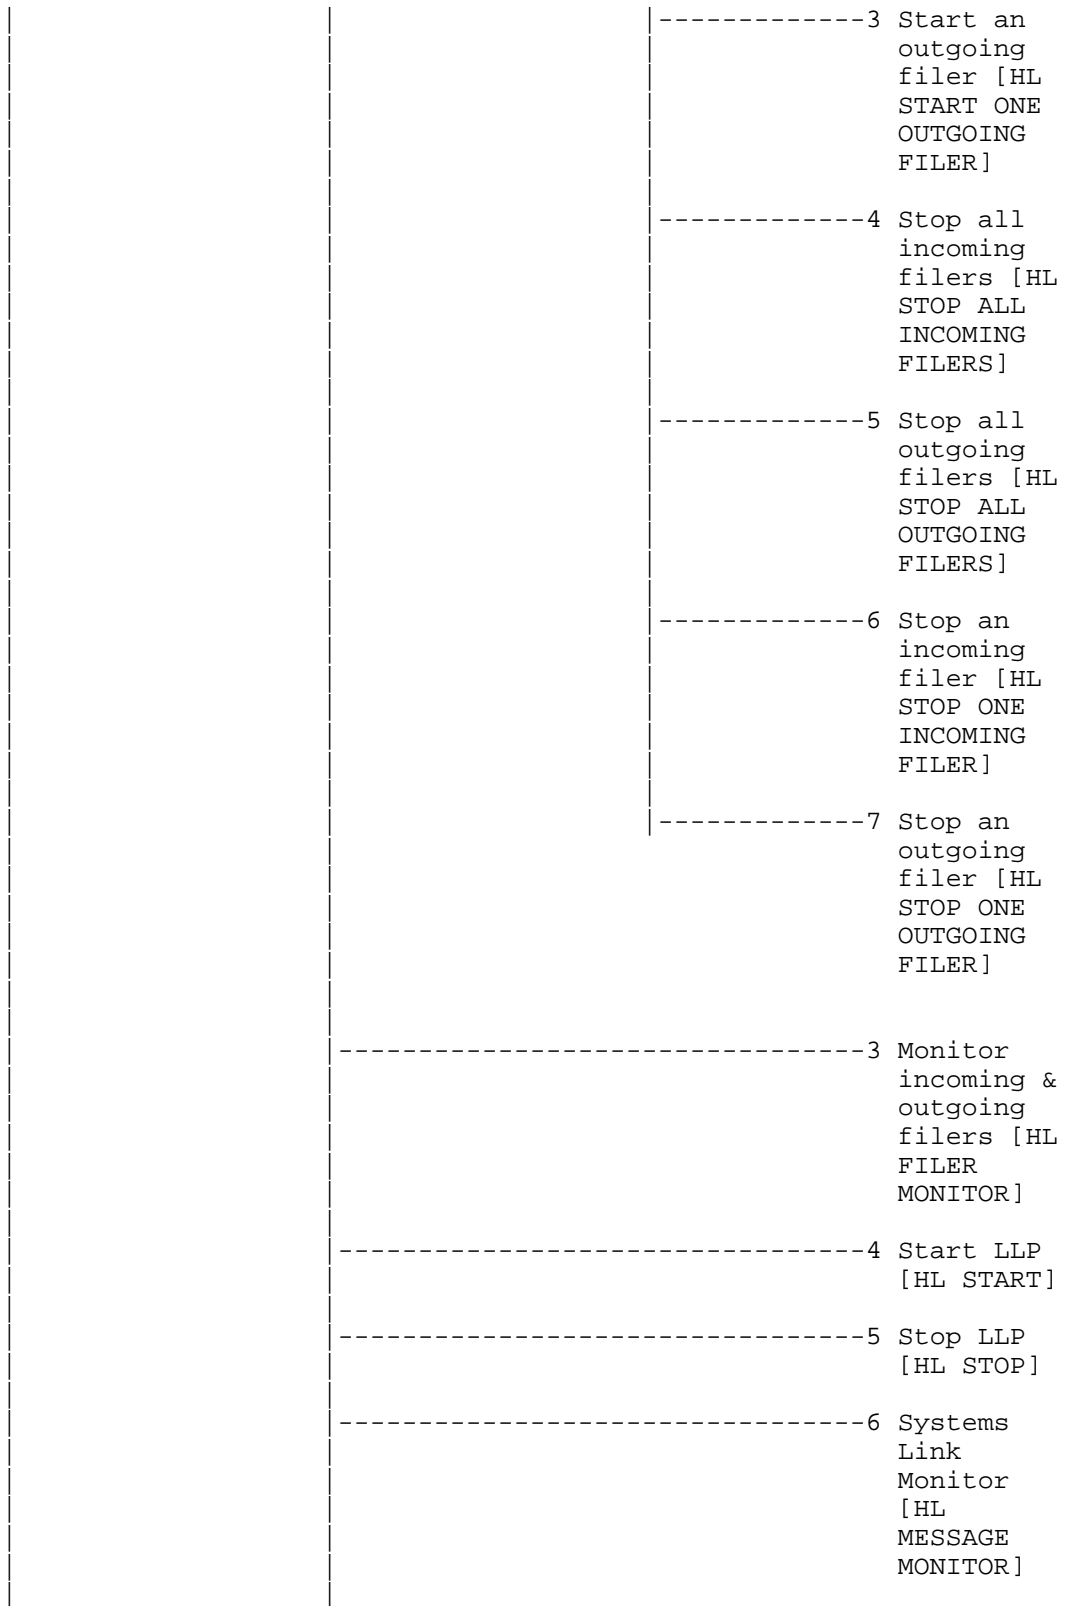 |-------------3 Start an
outgoing
filer [HL
START ONE
OUTGOING
FILER]
|-------------4 Stop all
incoming
filers [HL
STOP ALL
INCOMING
FILERS]
|-------------5 Stop all
outgoing
filers [HL
STOP ALL
OUTGOING
FILERS]
|-------------6 Stop an
incoming
filer [HL
STOP ONE
INCOMING
FILER]
|-------------7 Stop an
outgoing
filer [HL
STOP ONE
OUTGOING
FILER]
|---------------------------------3 Monitor
incoming &
outgoing
filers [HL
FILER
MONITOR]
|---------------------------------4 Start LLP
[HL START]
|---------------------------------5 Stop LLP
[HL STOP]
|---------------------------------6 Systems
Link
Monitor
[HL
MESSAGE
MONITOR]